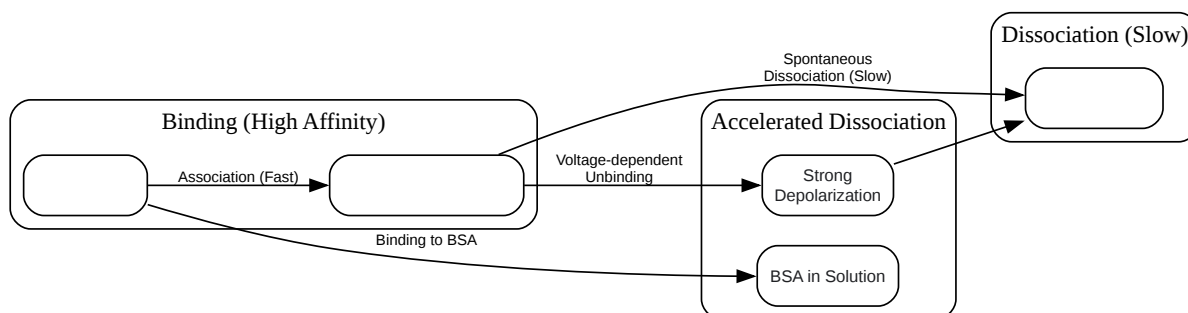 Dissociation (Slow)
Spontaneous
Dissociation (Slow)
Binding (High Affinity)
Accelerated Dissociation
Association (Fast)
Voltage-dependent
Unbinding
Strong
Depolarization
Binding to BSA
BSA in Solution